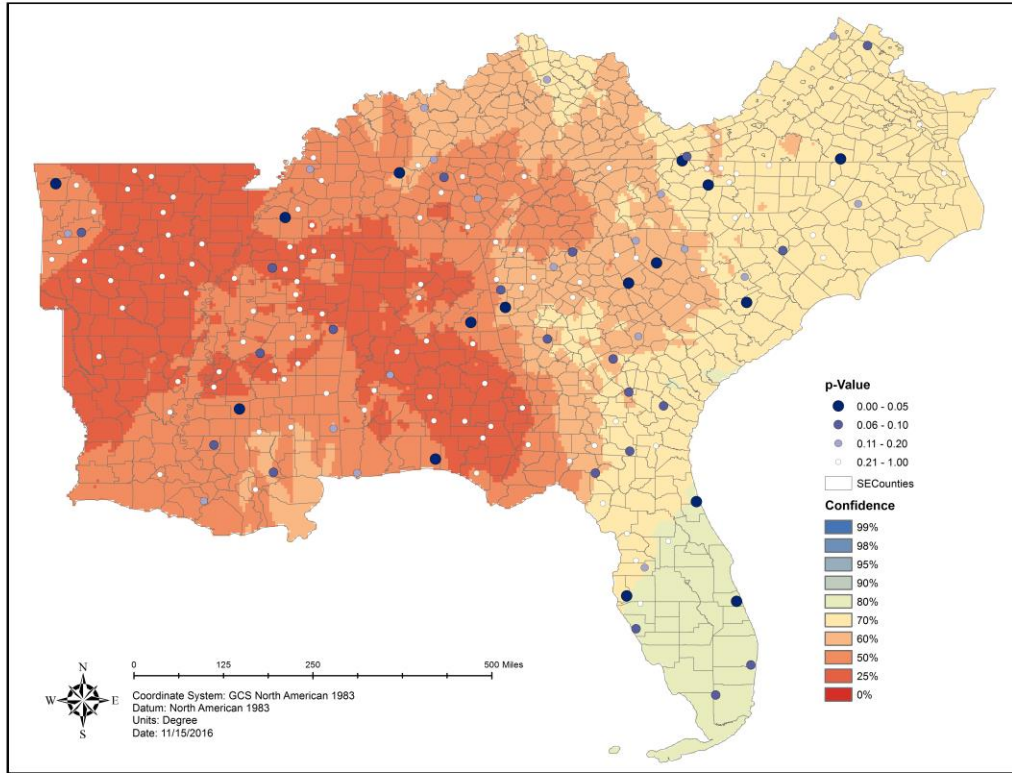 p-Value
0.00 - 0.05
0.06 - 0.10
0.11 - 0.20
0.21 - 1.00
SECounties
Confidence
99%
98%
95%
90%
80%
70%
60%
50%
25%
0%
0 125 250 500 Miles
N
W E
S
Coordinate System: GCS North American 1983
Datum: North American 1983
Units: Degree
Date: 11/15/2016